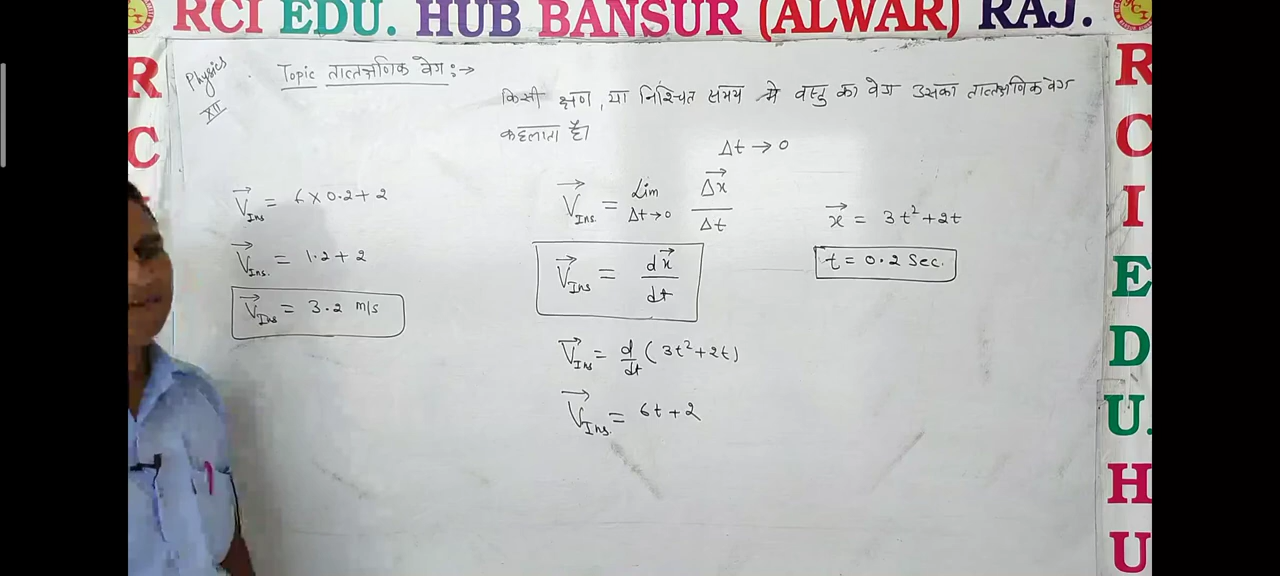 RCI EDU. HUB BANSUR (ALWAR) RAJ.
Physics
XII
Topic तात्क्षणिक वेग :→
किसी क्षण, या निश्चित समय मे वस्तु का वेग उसका तात्क्षणिक वेग
कहलाता है।
Δt → 0
V⃗Ins. = Lim Δt→0 Δx⃗/Δt
V⃗Ins = dx⃗/dt
V⃗Ins = d/dt (3t²+2t)
V⃗Ins. = 6t+2
x⃗ = 3t²+2t
t = 0.2 Sec.
V⃗Ins = 6×0.2+2
V⃗Ins. = 1.2+2
V⃗Ins = 3.2 m/s
R
C
R
C
I
E
D
U.
H
U